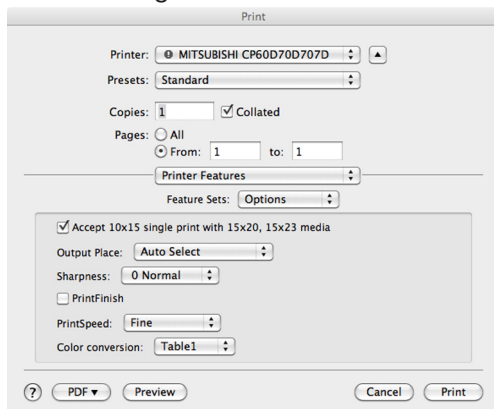 Print
Printer: MITSUBISHI CP60D70D707D
Presets: Standard
Copies: 1 Collated
Pages: All
From: 1 to: 1
Printer Features
Feature Sets: Options
Accept 10x15 single print with 15x20, 15x23 media
Output Place: Auto Select
Sharpness: 0 Normal
PrintFinish
PrintSpeed: Fine
Color conversion: Table1
? PDF▾ Preview Cancel Print